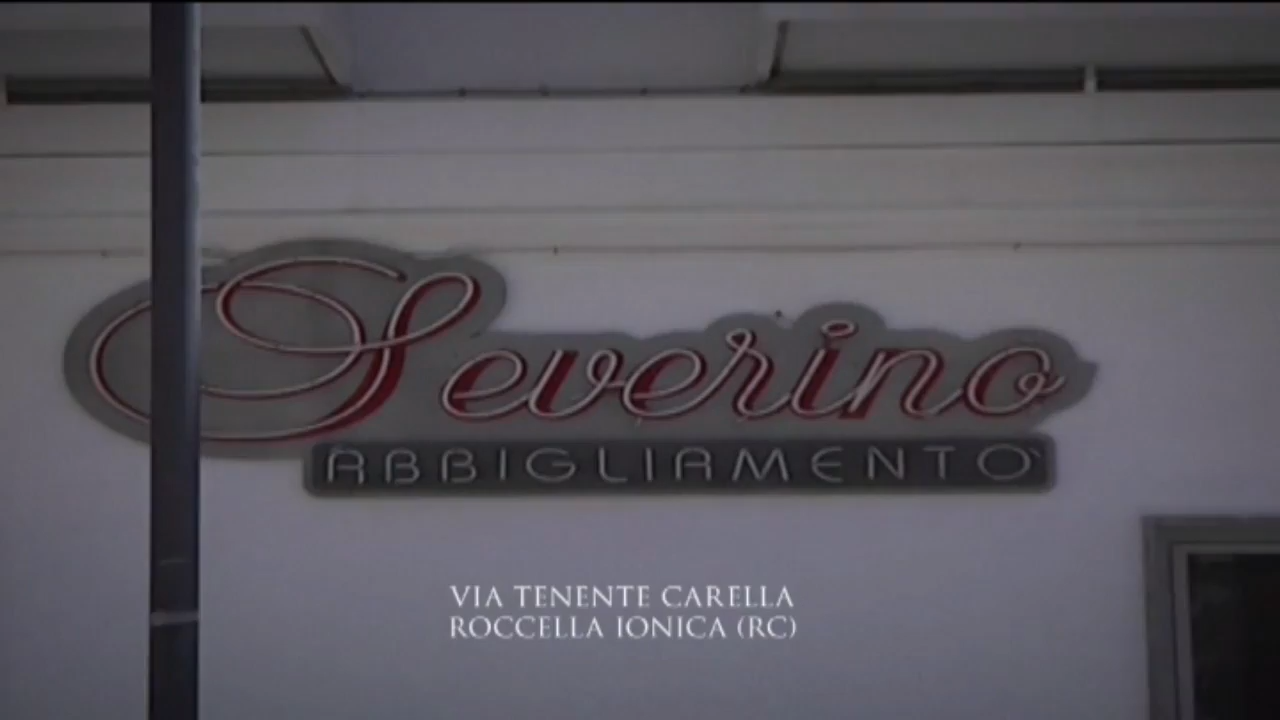 Severino
ABBIGLIAMENTO
VIA TENENTE CARELLA
ROCCELLA IONICA (RC)